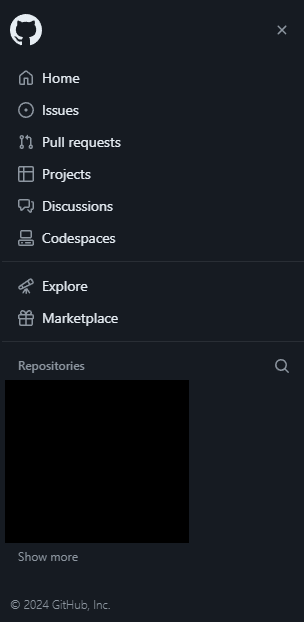 Home
Issues
Pull requests
Projects
Discussions
Codespaces
Explore
Marketplace
Repositories
Show more
© 2024 GitHub, Inc.